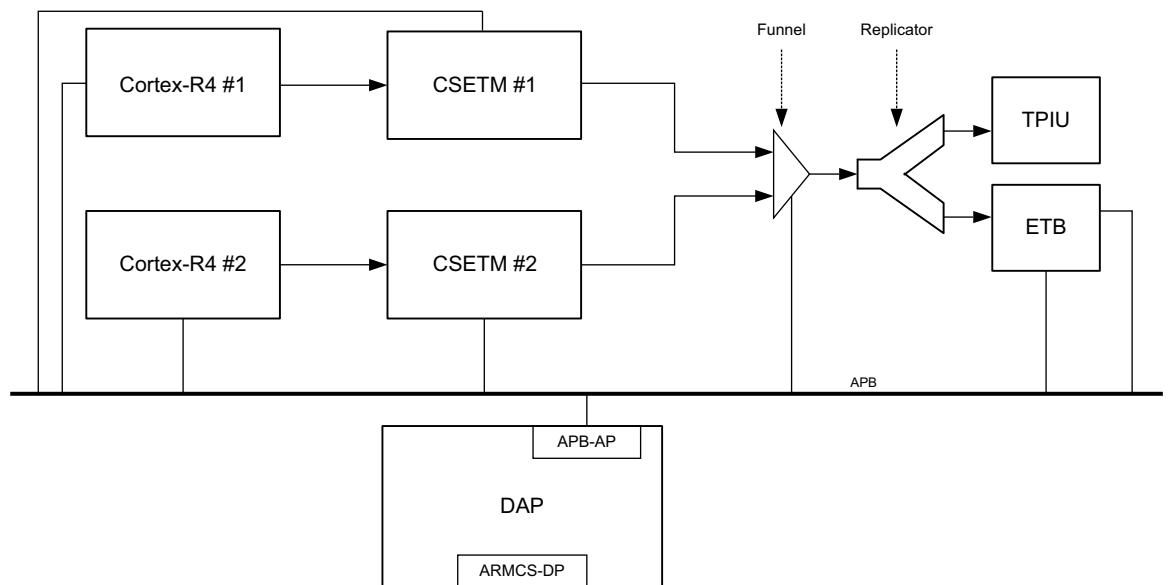 Funnel
Replicator
Cortex-R4 #1
CSETM #1
TPIU
Cortex-R4 #2
CSETM #2
ETB
APB
APB-AP
DAP
ARMCS-DP